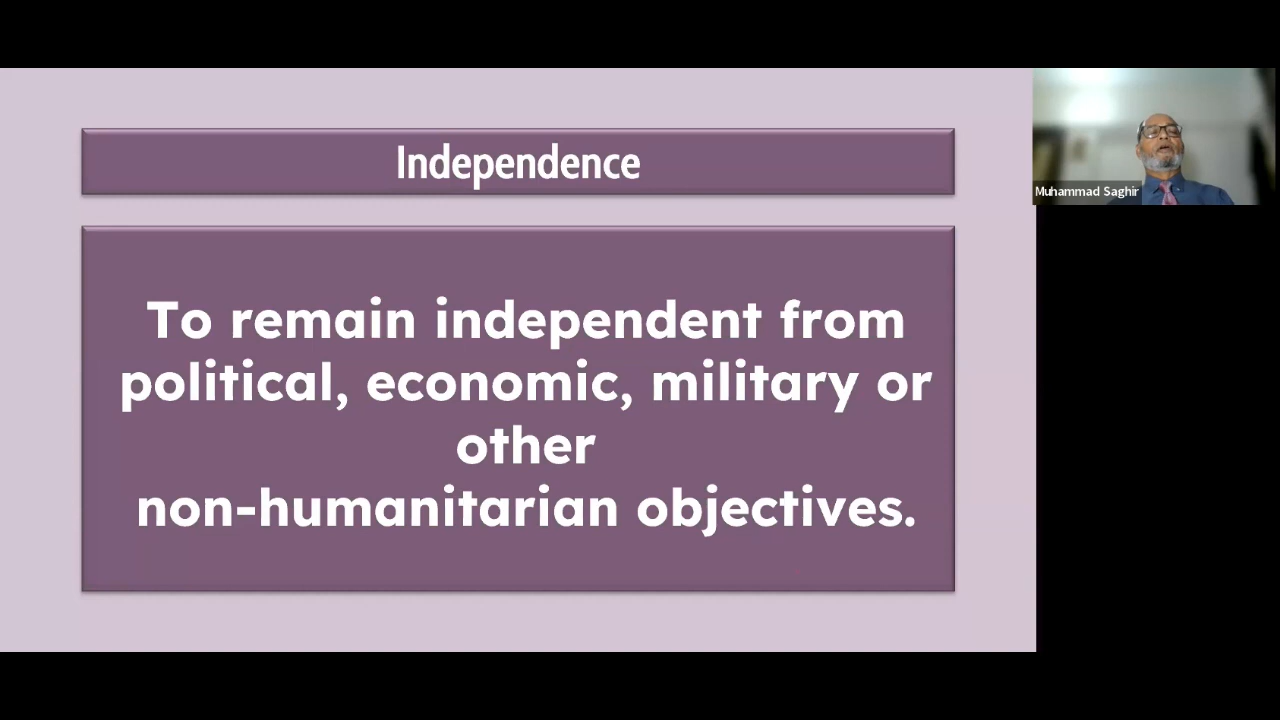 Independence
To remain independent from
political, economic, military or
other
non-humanitarian objectives.
Muhammad Saghir